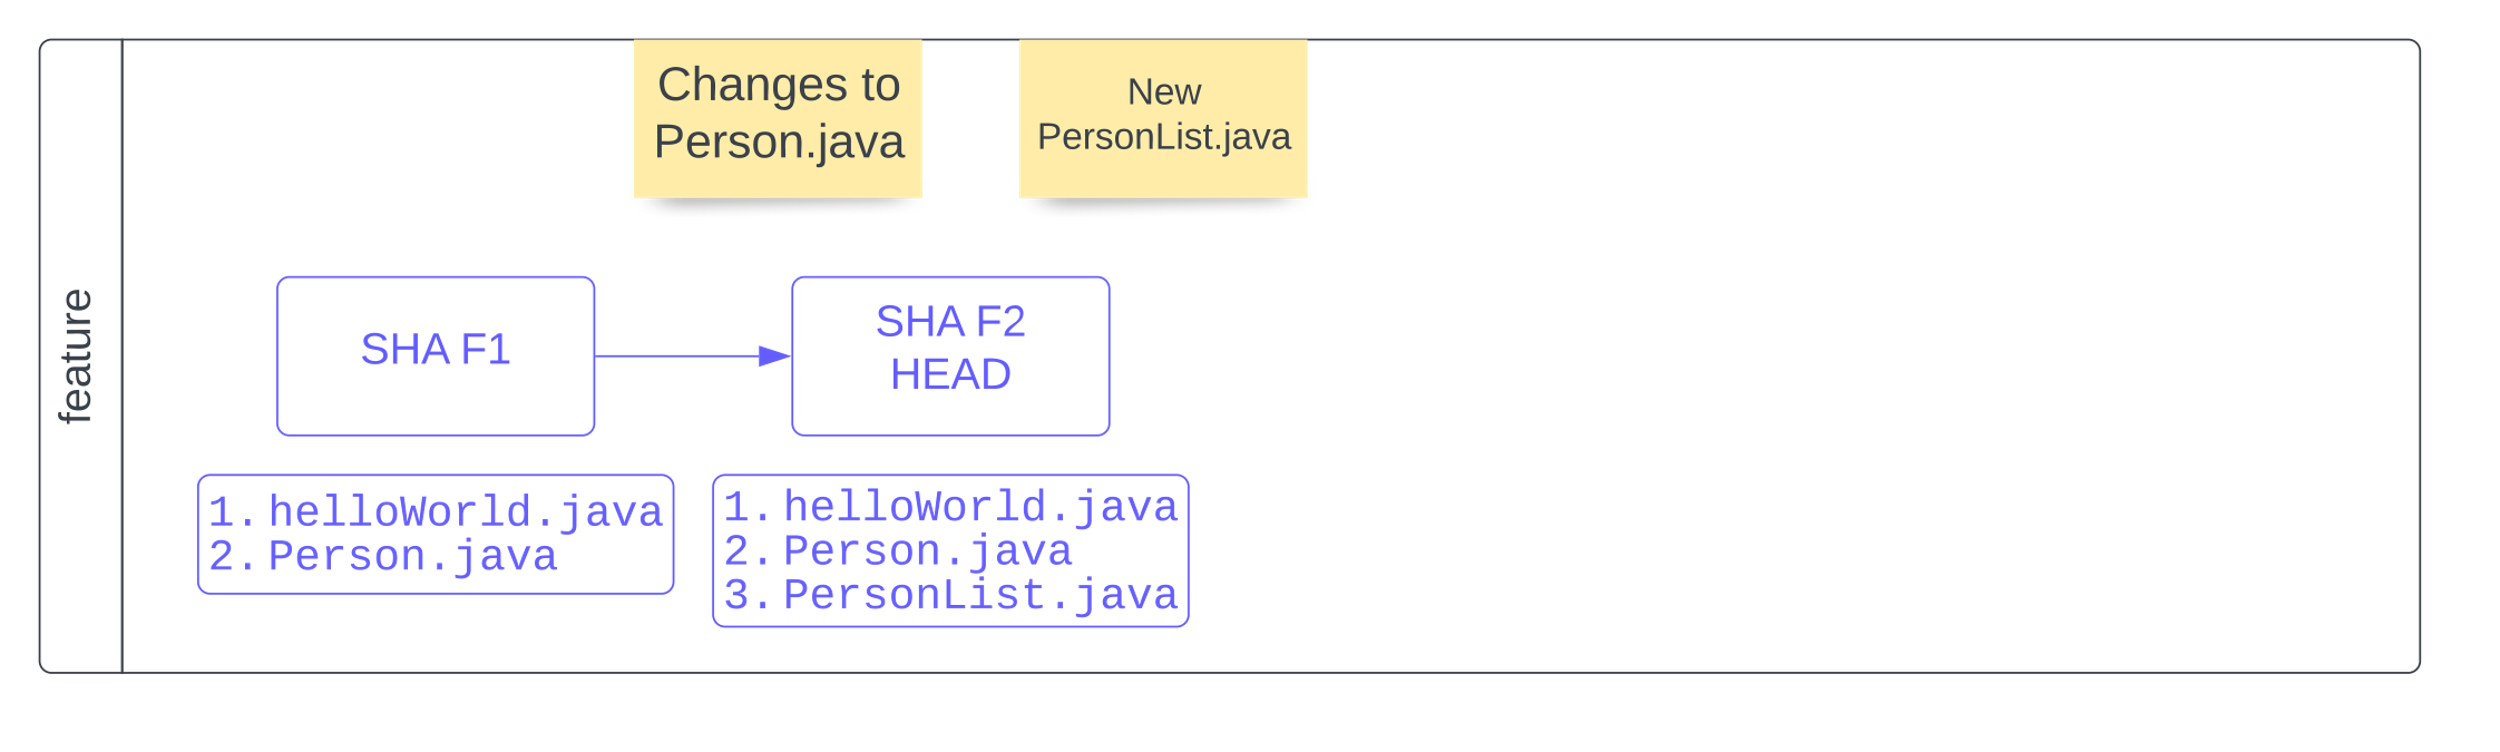 feature
Changes to
Person.java
New
PersonList.java
SHA F1
SHA F2
HEAD
1. helloWorld.java
2. Person.java
1. helloWorld.java
2. Person.java
3. PersonList.java